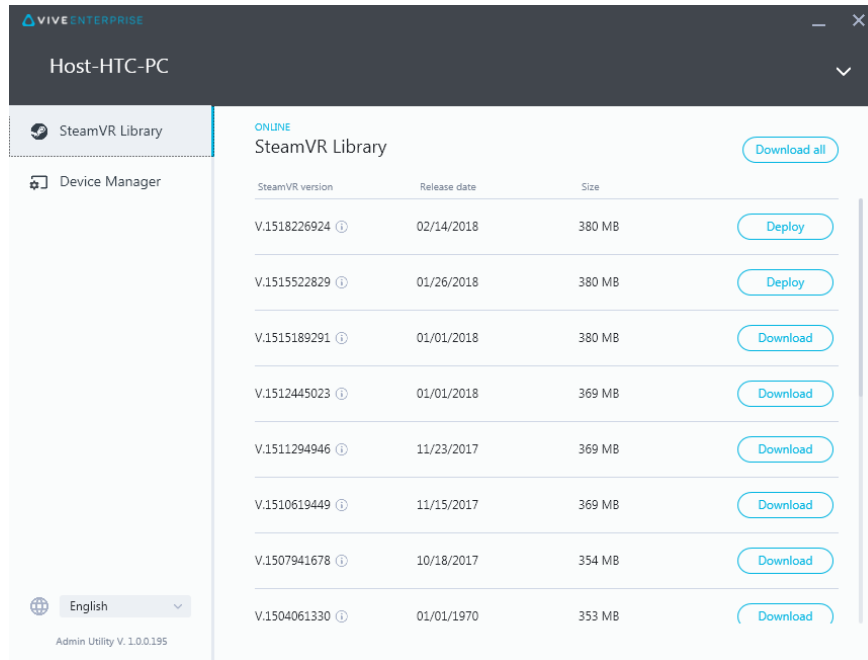 VIVE ENTERPRISE
Host-HTC-PC
SteamVR Library
Device Manager
ONLINE
SteamVR Library
Download all
SteamVR version Release date Size
V.1518226924 02/14/2018 380 MB Deploy
V.1515522829 01/26/2018 380 MB Deploy
V.1515189291 01/01/2018 380 MB Download
V.1512445023 01/01/2018 369 MB Download
V.1511294946 11/23/2017 369 MB Download
V.1510619449 11/15/2017 369 MB Download
V.1507941678 10/18/2017 354 MB Download
V.1504061330 01/01/1970 353 MB Download
English
Admin Utility V. 1.0.0.195